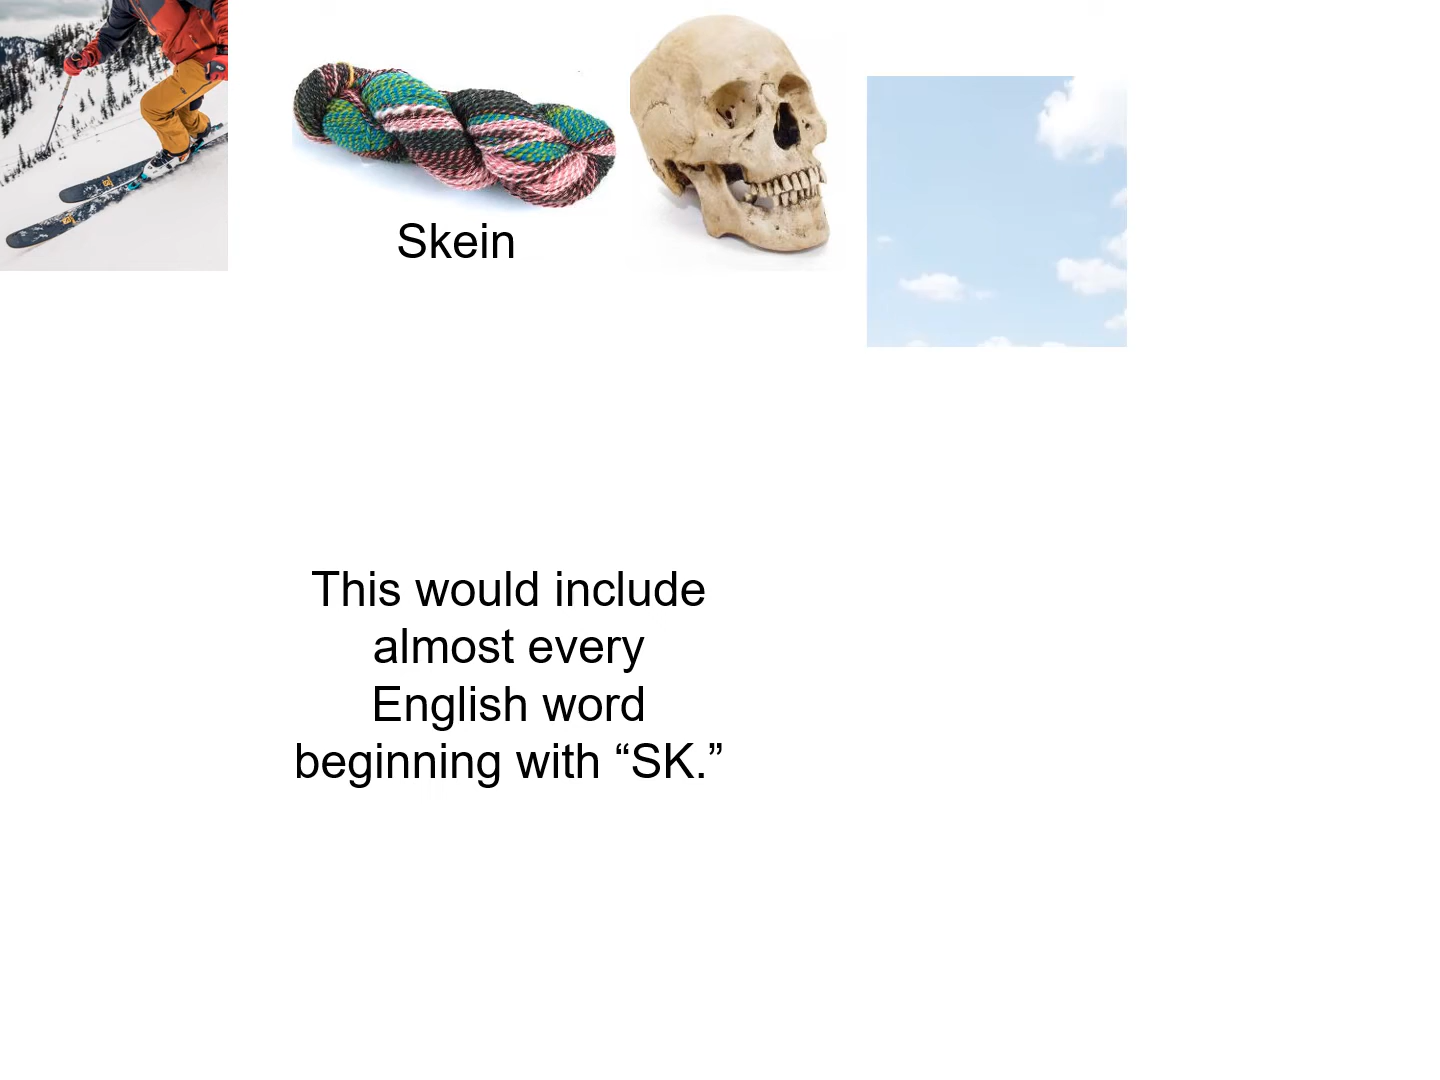 Skein
This would include
almost every
English word
beginning with “SK.”